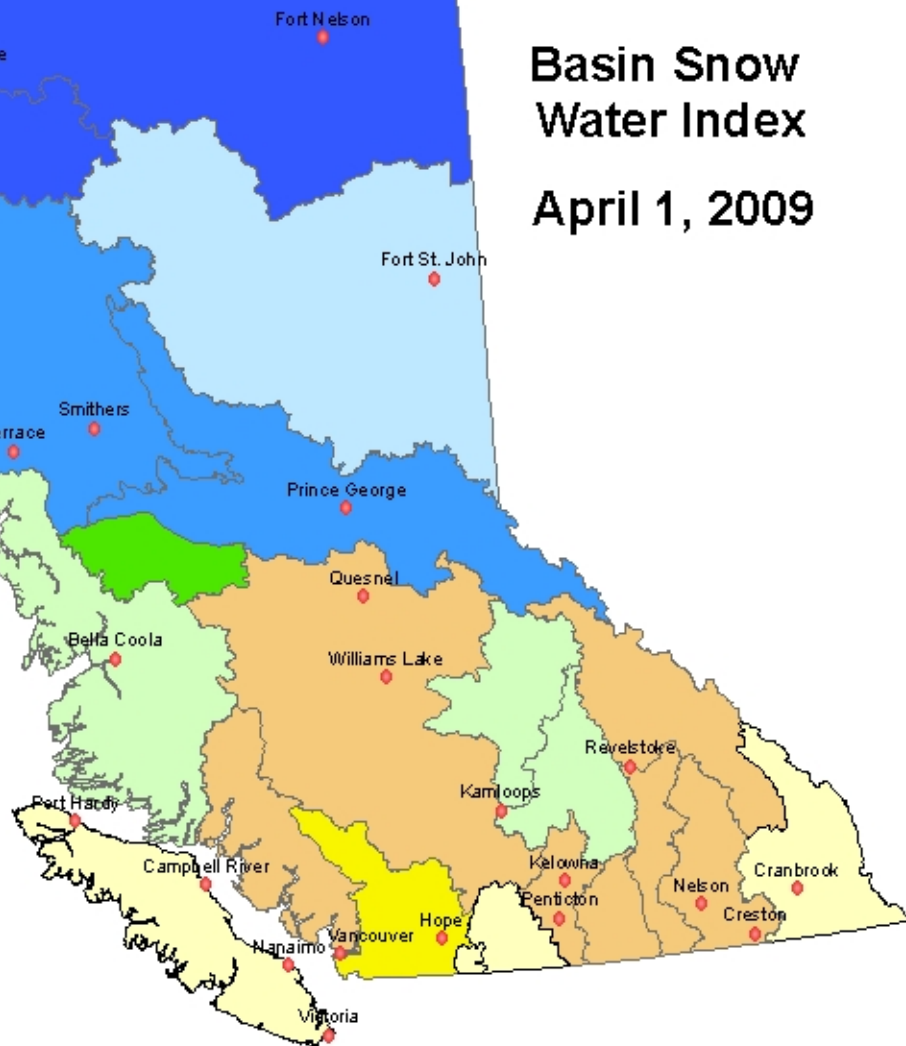 Fort Nelson
Basin Snow
Water Index
e
April 1, 2009
Fort St. John
Smithers
rrace
Prince George
Quesnel
Bella Coola
Williams Lake
Revelstoke
Kamloops
Port Hardy
Campbell River
Kelowna
Cranbrook
Nelson
Penticton
Creston
Hope
Vancouver
Nanaimo
Victoria